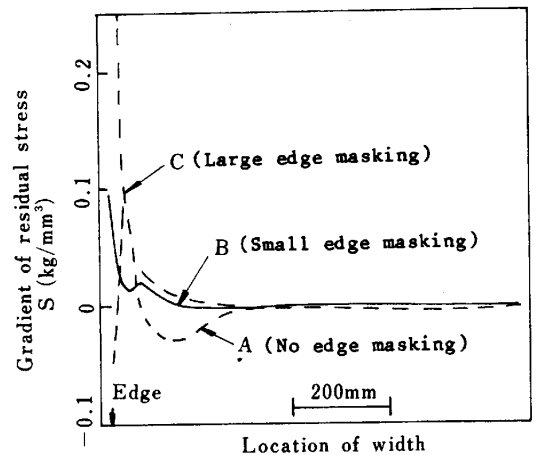 Gradient of residual stress
S (kg/mm³)
0.2
0.1
0
−0.1
C (Large edge masking)
B (Small edge masking)
A (No edge masking)
Edge
200mm
Location of width